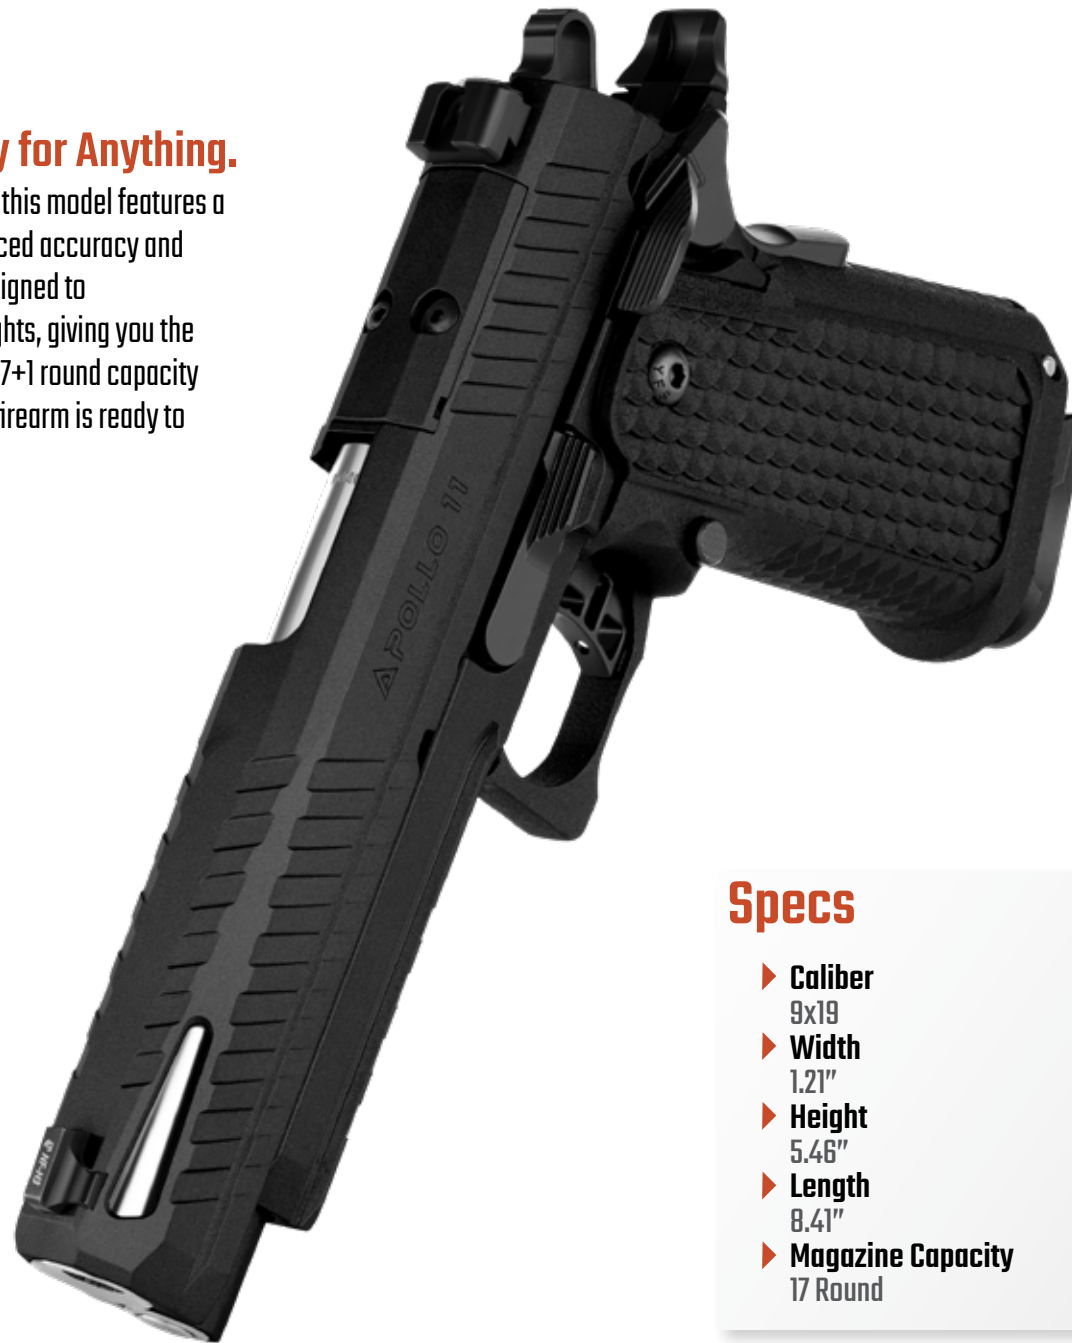 y for Anything.
this model features a
ced accuracy and
igned to
ghts, giving you the
7+1 round capacity
firearm is ready to
APOLLO 11
Specs
Caliber
9x19
Width
1.21”
Height
5.46”
Length
8.41”
Magazine Capacity
17 Round